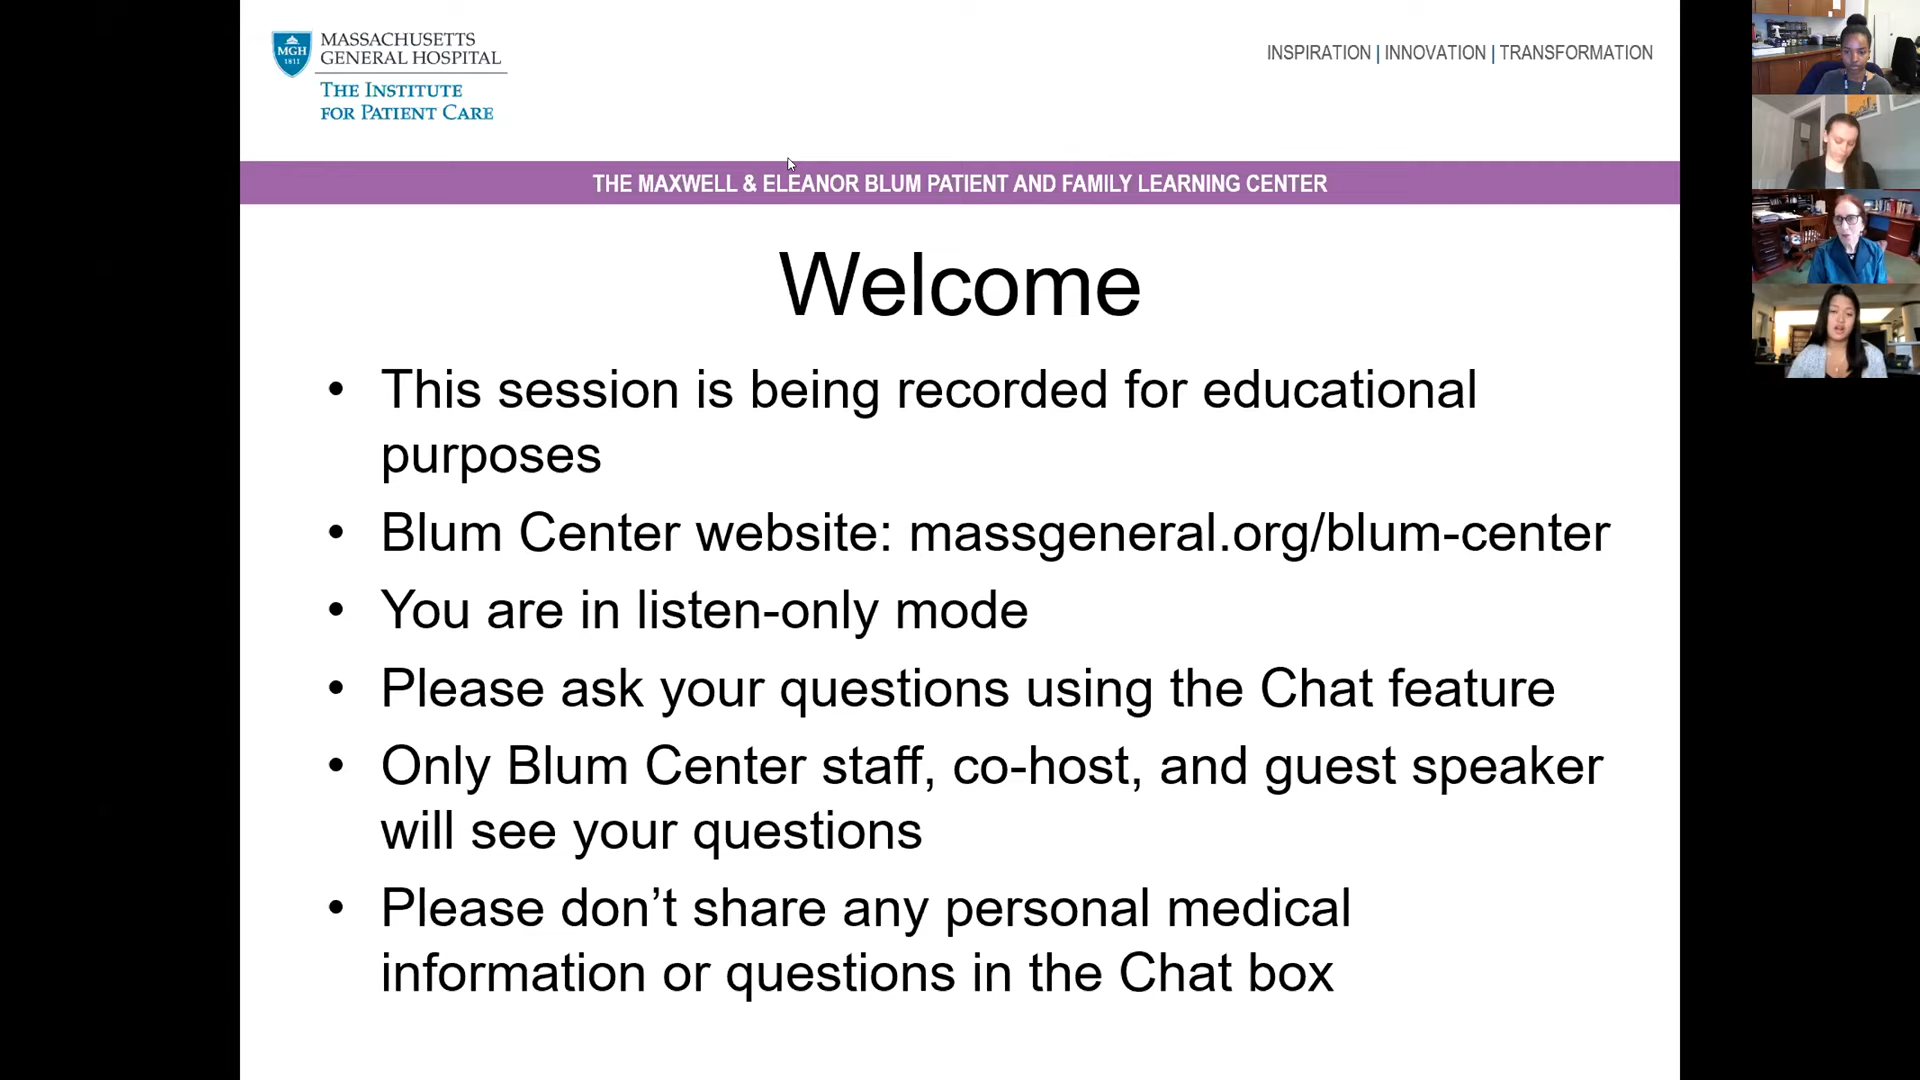 MASSACHUSETTS
GENERAL HOSPITAL
MGH
1811
THE INSTITUTE
FOR PATIENT CARE
INSPIRATION | INNOVATION | TRANSFORMATION
THE MAXWELL & ELEANOR BLUM PATIENT AND FAMILY LEARNING CENTER
Welcome
• This session is being recorded for educational
purposes
• Blum Center website: massgeneral.org/blum-center
• You are in listen-only mode
• Please ask your questions using the Chat feature
• Only Blum Center staff, co-host, and guest speaker
will see your questions
• Please don’t share any personal medical
information or questions in the Chat box